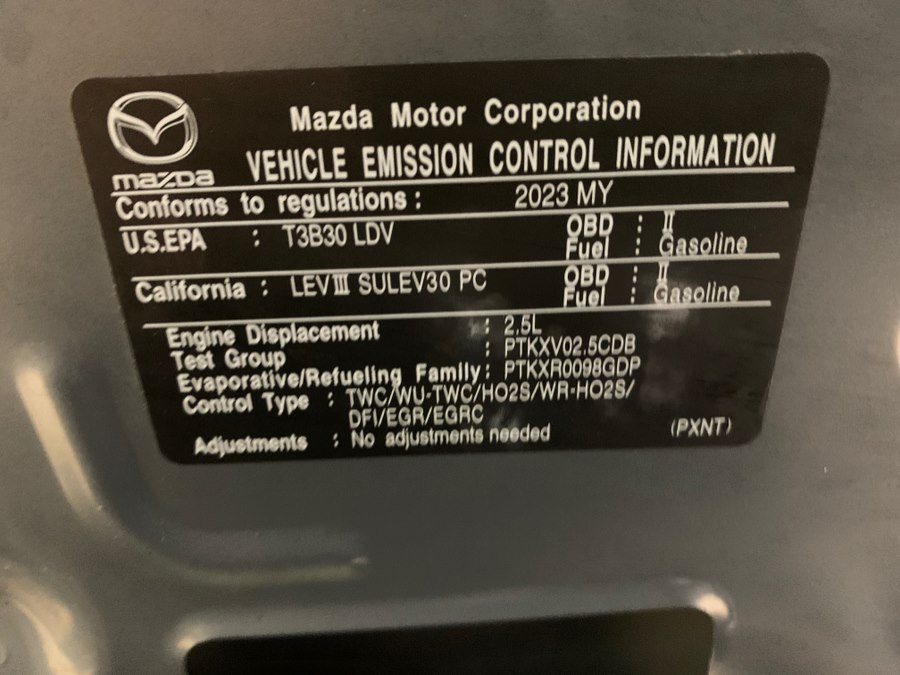 Mazda Motor Corporation
mazda VEHICLE EMISSION CONTROL INFORMATION
Conforms to regulations : 2023 MY
U.S.EPA : T3B30 LDV OBD : II
Fuel : Gasoline
California : LEVIII SULEV30 PC OBD : II
Fuel : Gasoline
Engine Displacement : 2.5L
Test Group : PTKXV02.5CDB
Evaporative/Refueling Family: PTKXR0098GDP
Control Type : TWC/WU-TWC/HO2S/WR-HO2S/
DFI/EGR/EGRC
Adjustments : No adjustments needed (PXNT)